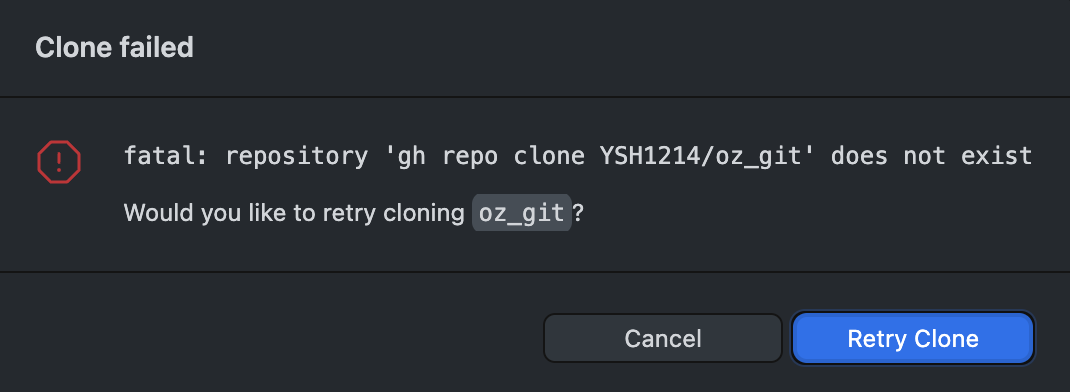 Clone failed
fatal: repository 'gh repo clone YSH1214/oz_git' does not exist
Would you like to retry cloning oz_git?
Cancel
Retry Clone